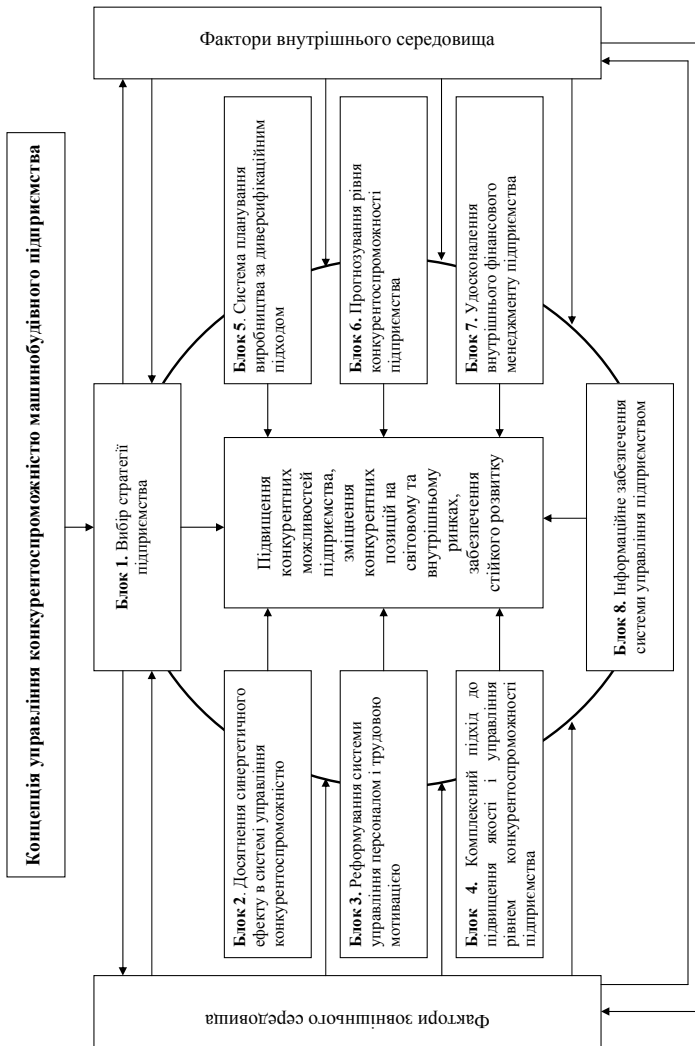 Концепція управління конкурентоспроможністю машинобудівного підприємства
Фактори зовнішнього середовища
Блок 1. Вибір стратегії
підприємства
Фактори внутрішнього середовища
Блок 2. Досягнення синергетичного
ефекту в системі управління
конкурентоспроможністю
Блок 3. Реформування системи
управління персоналом і трудовою
мотивацією
Блок 4. Комплексний підхід до
підвищення якості і управління
рівнем конкурентоспроможності
підприємства
Підвищення
конкурентних
можливостей
підприємства,
зміцнення
конкурентних
позицій на
світовому та
внутрішньому
ринках,
забезпечення
стійкого розвитку
Блок 5. Система планування
виробництва за диверсифікаційним
підходом
Блок 6. Прогнозування рівня
конкурентоспроможності
підприємства
Блок 7. Удосконалення
внутрішнього фінансового
менеджменту підприємства
Блок 8. Інформаційне забезпечення
системи управління підприємством